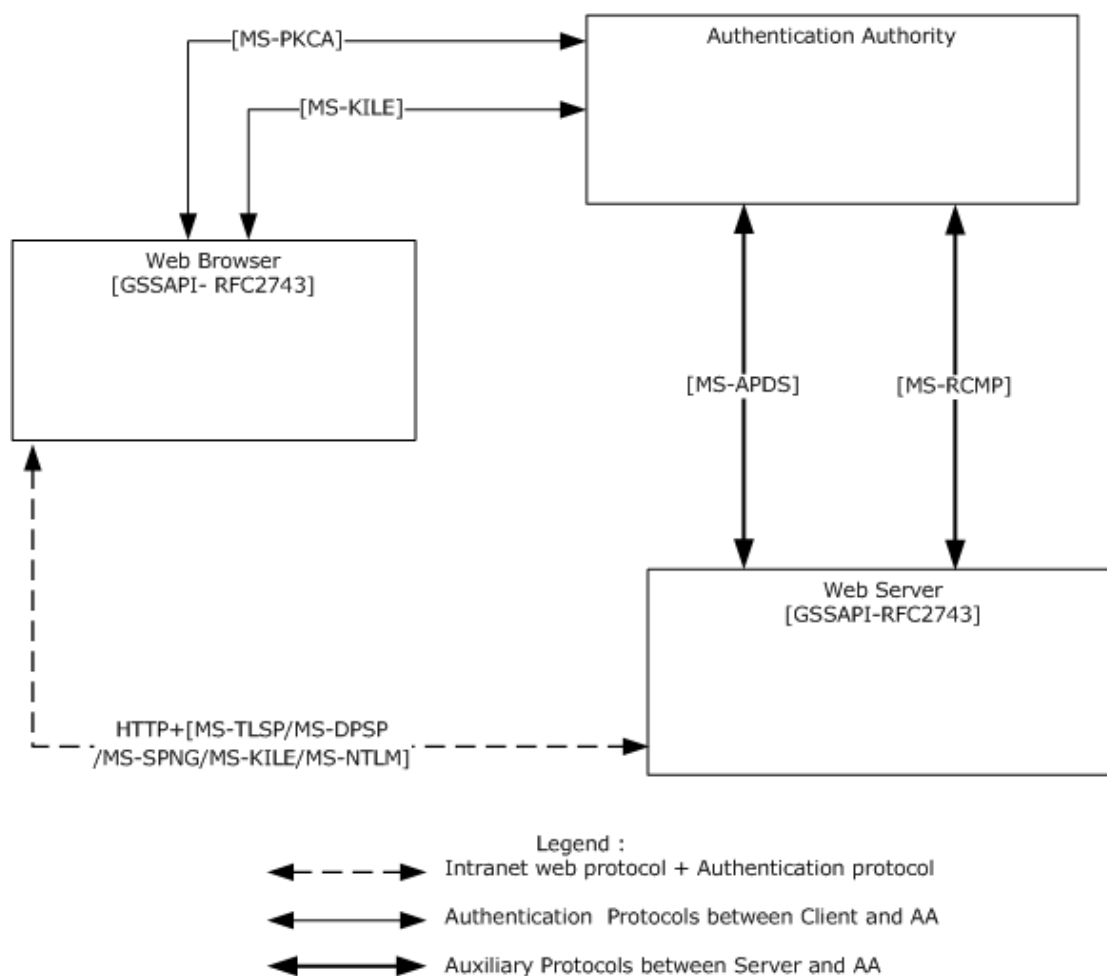 [MS-PKCA]
Authentication Authority
[MS-KILE]
Web Browser
[GSSAPI- RFC2743]
[MS-APDS]
[MS-RCMP]
Web Server
[GSSAPI-RFC2743]
HTTP+[MS-TLSP/MS-DPSP
/MS-SPNG/MS-KILE/MS-NTLM]
Legend :
Intranet web protocol + Authentication protocol
Authentication Protocols between Client and AA
Auxiliary Protocols between Server and AA